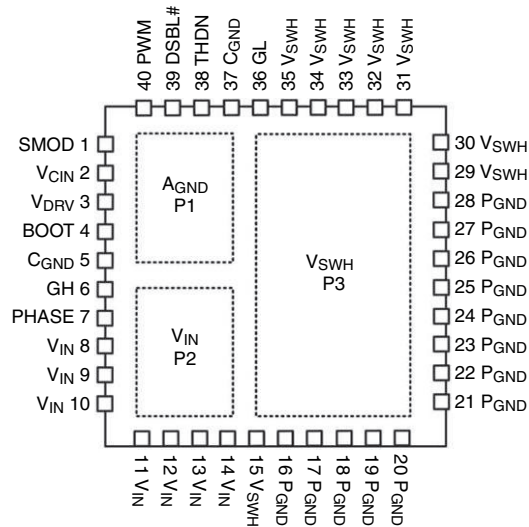 40 PWM
39 DSBL#
38 THDN
37 CGND
36 GL
35 VSWH
34 VSWH
33 VSWH
32 VSWH
31 VSWH
SMOD 1
VCIN 2
VDRV 3
BOOT 4
CGND 5
GH 6
PHASE 7
VIN 8
VIN 9
VIN 10
AGND
P1
VIN
P2
VSWH
P3
30 VSWH
29 VSWH
28 PGND
27 PGND
26 PGND
25 PGND
24 PGND
23 PGND
22 PGND
21 PGND
11 VIN
12 VIN
13 VIN
14 VIN
15 VSWH
16 PGND
17 PGND
18 PGND
19 PGND
20 PGND